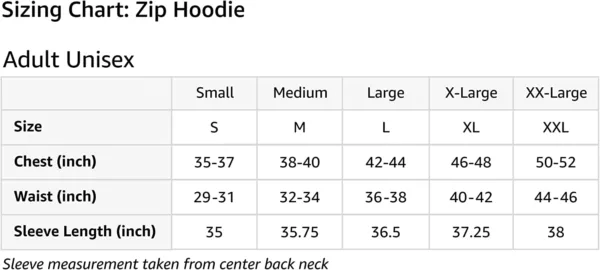 Sizing Chart: Zip Hoodie
Adult Unisex
Small Medium Large X-Large XX-Large
Size S M L XL XXL
Chest (inch) 35-37 38-40 42-44 46-48 50-52
Waist (inch) 29-31 32-34 36-38 40-42 44-46
Sleeve Length (inch) 35 35.75 36.5 37.25 38
Sleeve measurement taken from center back neck